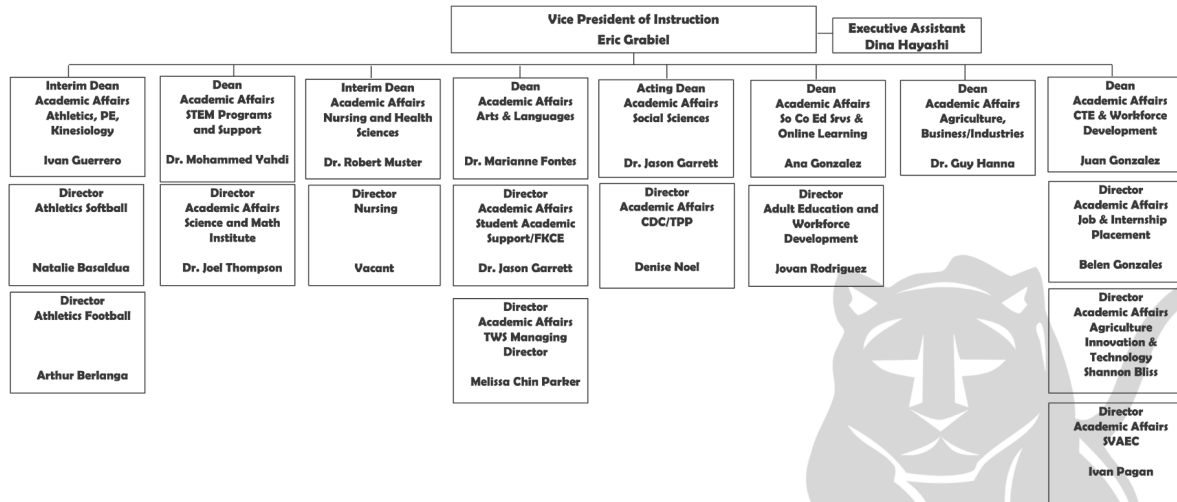 Vice President of Instruction
Eric Grabiel
Executive Assistant
Dina Hayashi
Interim Dean
Academic Affairs
Athletics, PE,
Kinesiology
Ivan Guerrero
Dean
Academic Affairs
STEM Programs
and Support
Dr. Mohammed Yahdi
Interim Dean
Academic Affairs
Nursing and Health
Sciences
Dr. Robert Muster
Dean
Academic Affairs
Arts & Languages
Dr. Marianne Fontes
Acting Dean
Academic Affairs
Social Sciences
Dr. Jason Garrett
Dean
Academic Affairs
So Co Ed Srvs &
Online Learning
Ana Gonzalez
Dean
Academic Affairs
Agriculture,
Business/Industries
Dr. Guy Hanna
Dean
Academic Affairs
CTE & Workforce
Development
Juan Gonzalez
Director
Athletics Softball
Natalie Basaldua
Director
Academic Affairs
Science and Math
Institute
Dr. Joel Thompson
Director
Nursing
Vacant
Director
Academic Affairs
Student Academic
Support/FKCE
Dr. Jason Garrett
Director
Academic Affairs
CDC/TPP
Denise Noel
Director
Adult Education and
Workforce
Development
Jovan Rodriguez
Director
Academic Affairs
Job & Internship
Placement
Belen Gonzales
Director
Athletics Football
Arthur Berlanga
Director
Academic Affairs
TWS Managing
Director
Melissa Chin Parker
Director
Academic Affairs
Agriculture
Innovation &
Technology
Shannon Bliss
Director
Academic Affairs
SVAEC
Ivan Pagan